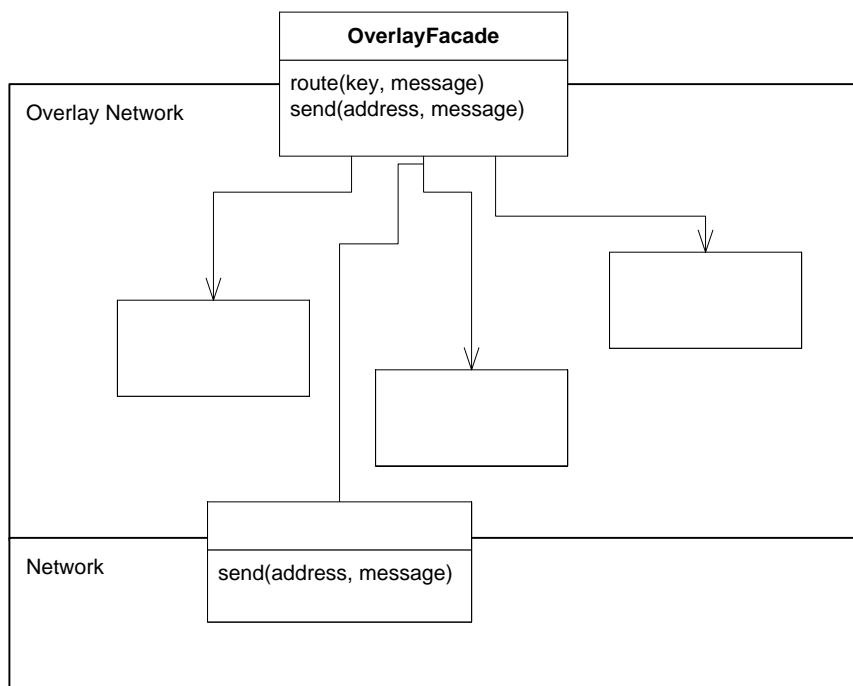 OverlayFacade
route(key, message)
send(address, message)
Overlay Network
Network
send(address, message)